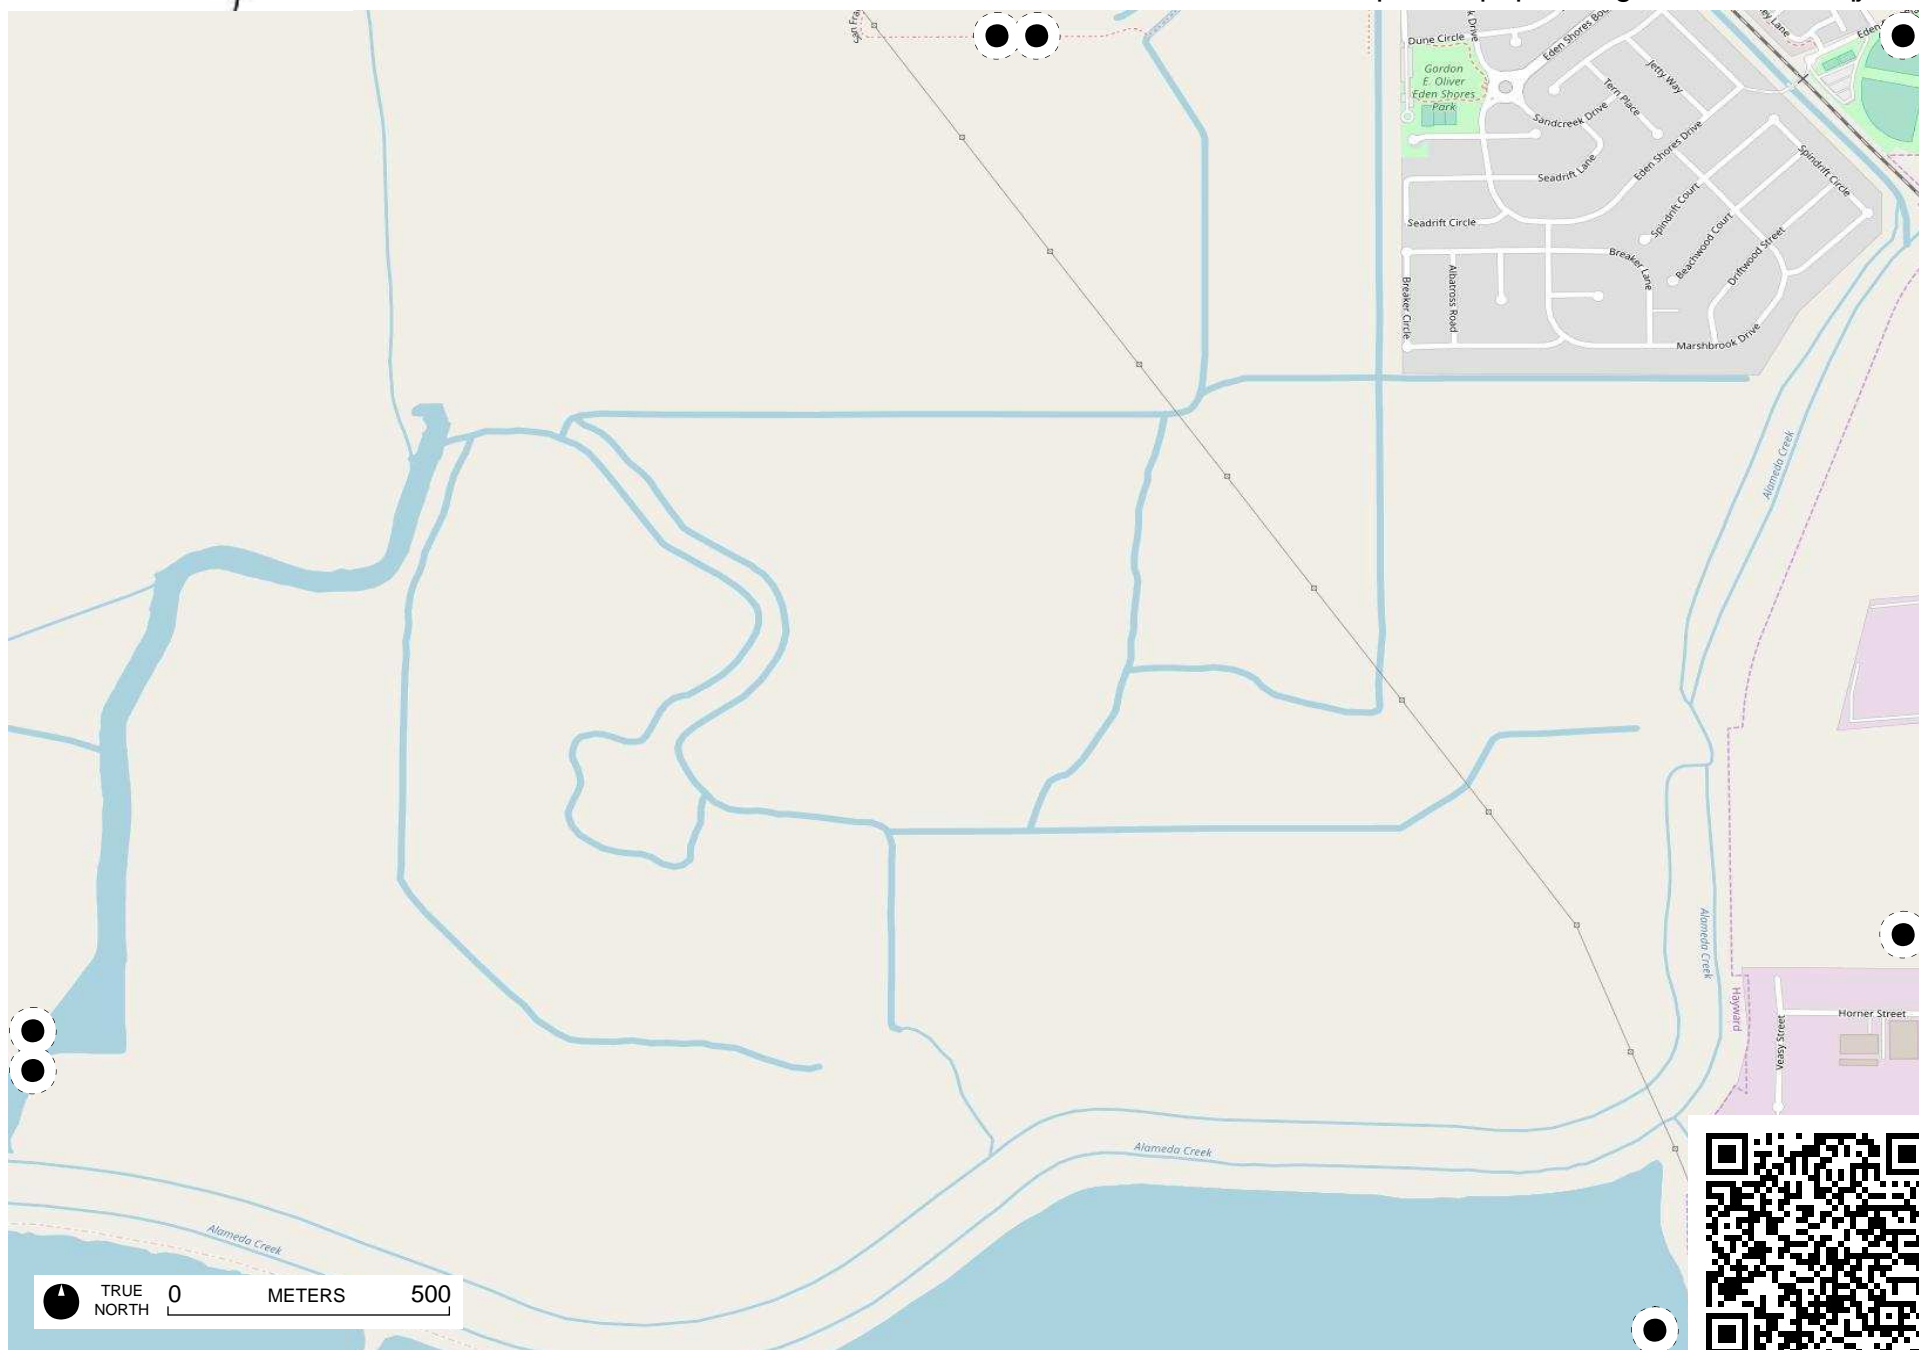 Dune Circle
Eden Shores Bou
Gordon
E. Oliver
Eden Shores
Park
Jetty Way
Tern Place
Sandcreek Drive
Eden Shores Drive
Seadrift Lane
Spindrift Circle
Seadrift Circle
Spindrift Court
Beachwood Court
Driftwood Street
Breaker Lane
Breaker Circle
Albatross Road
Marshbrook Drive
Alameda Creek
Alameda Creek
Hayward
Horner Street
Veasy Street
Alameda Creek
Alameda Creek
TRUE
NORTH
0 METERS 500